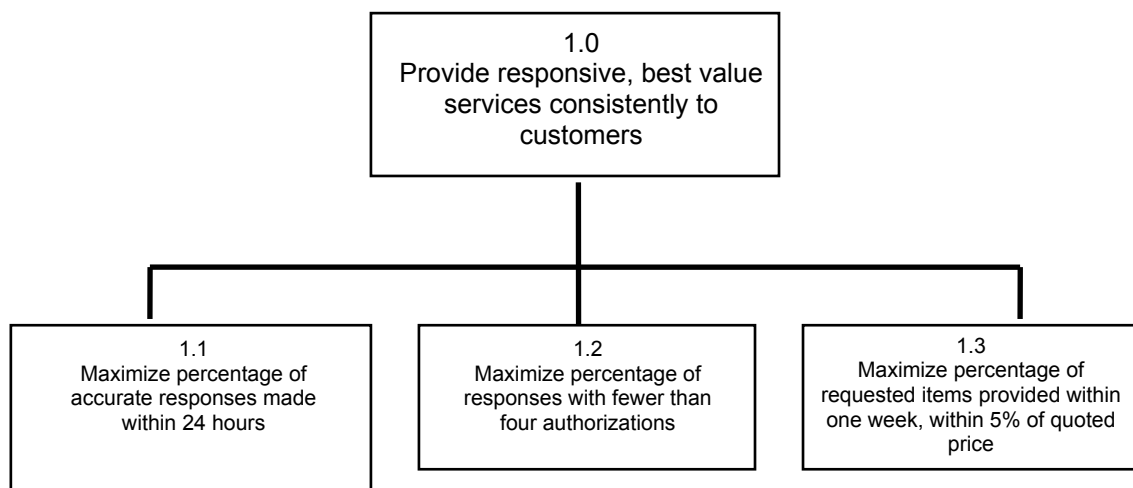 1.0
Provide responsive, best value
services consistently to
customers
1.1
Maximize percentage of
accurate responses made
within 24 hours
1.2
Maximize percentage of
responses with fewer than
four authorizations
1.3
Maximize percentage of
requested items provided within
one week, within 5% of quoted
price